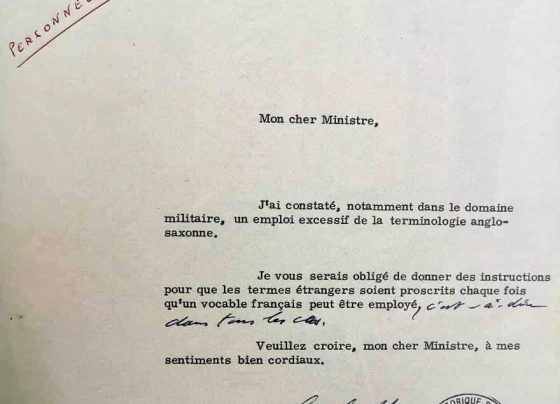 PERSONNEL
Mon cher Ministre,
J'ai constaté, notamment dans le domaine
militaire, un emploi excessif de la terminologie anglo-
saxonne.
Je vous serais obligé de donner des instructions
pour que les termes étrangers soient proscrits chaque fois
qu'un vocable français peut être employé, c'est-à-dire
dans tous les cas.
Veuillez croire, mon cher Ministre, à mes
sentiments bien cordiaux.